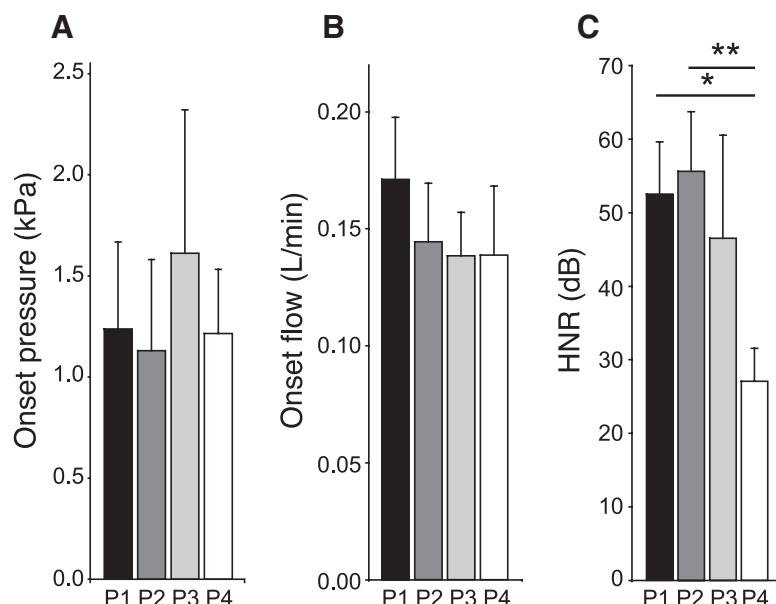 A
Onset pressure (kPa)
2.5
2.0
1.5
1.0
0.5
0.0
P1 P2 P3 P4
B
Onset flow (L/min)
0.20
0.15
0.10
0.05
0.00
P1 P2 P3 P4
C
HNR (dB)
70
60
50
40
30
20
10
0
**
*
P1 P2 P3 P4